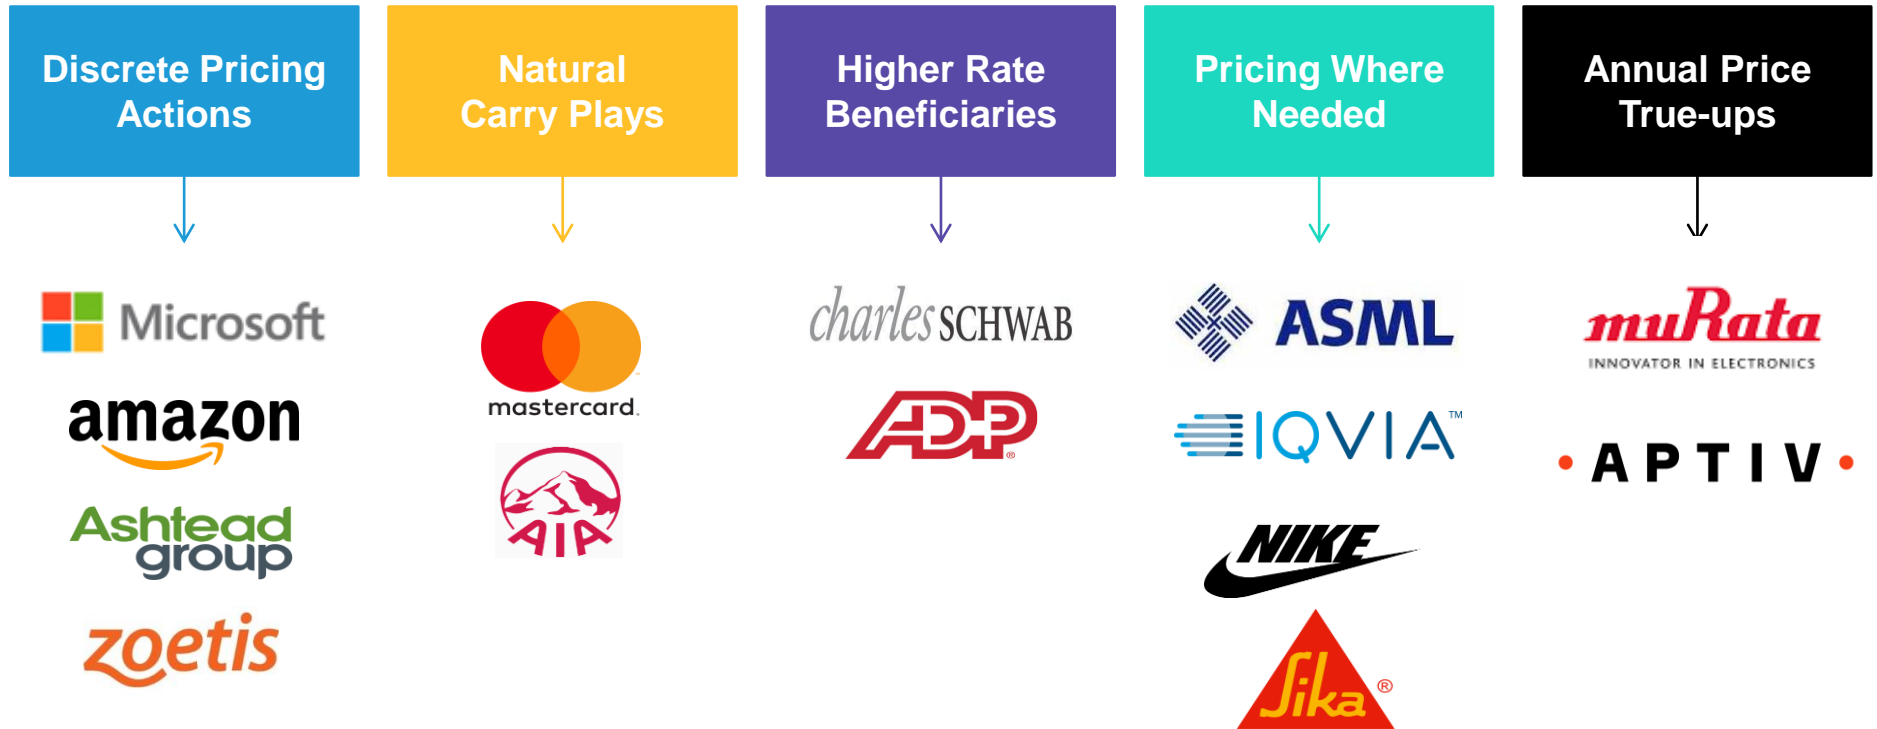 Discrete Pricing
Actions
Natural
Carry Plays
Higher Rate
Beneficiaries
Pricing Where
Needed
Annual Price
True-ups
Microsoft
amazon
Ashtead
group
zoetis
mastercard.
AIA
charles SCHWAB
ADP®
ASML
IQVIA™
NIKE
Sika®
muRata
INNOVATOR IN ELECTRONICS
• APTIV •